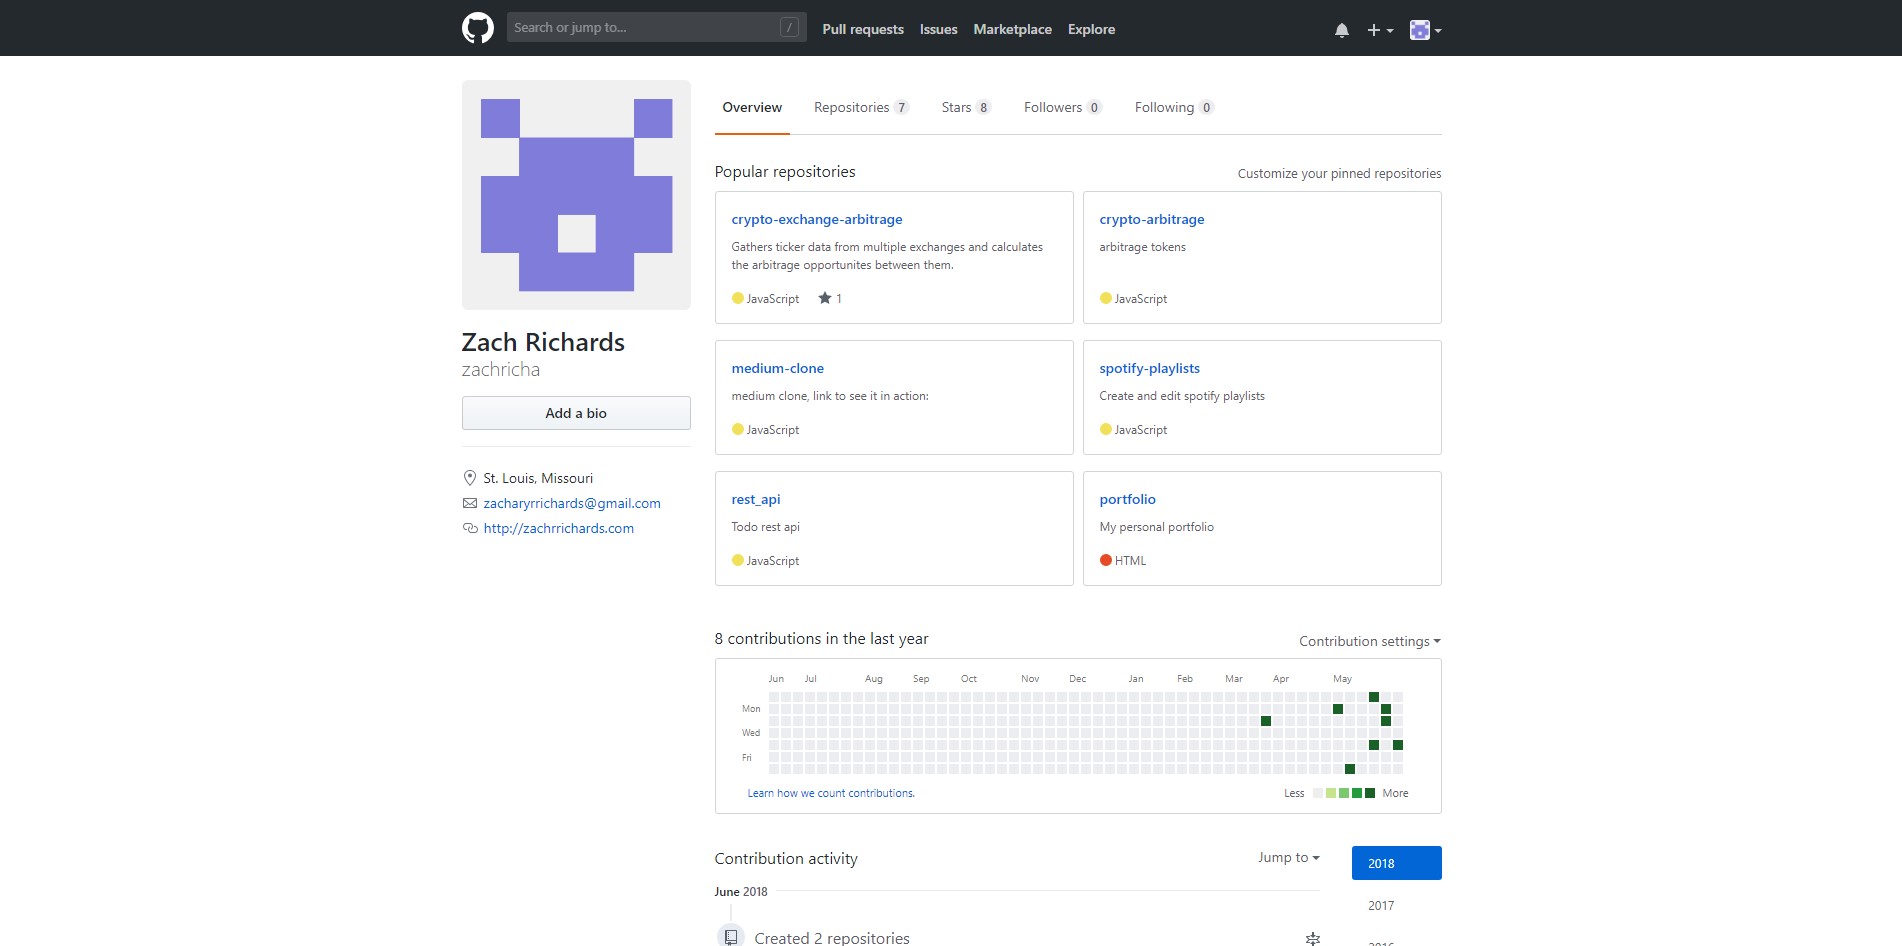 Search or jump to... /
Pull requests Issues Marketplace Explore
Overview Repositories 7 Stars 8 Followers 0 Following 0
Zach Richards
zachricha
Add a bio
St. Louis, Missouri
zacharyrrichards@gmail.com
http://zachrrichards.com
Popular repositories
Customize your pinned repositories
crypto-exchange-arbitrage
Gathers ticker data from multiple exchanges and calculates
the arbitrage opportunites between them.
JavaScript 1
crypto-arbitrage
arbitrage tokens
JavaScript
medium-clone
medium clone, link to see it in action:
JavaScript
spotify-playlists
Create and edit spotify playlists
JavaScript
rest_api
Todo rest api
JavaScript
portfolio
My personal portfolio
HTML
8 contributions in the last year
Contribution settings
Jun Jul Aug Sep Oct Nov Dec Jan Feb Mar Apr May
Mon
Wed
Fri
Learn how we count contributions.
Less More
Contribution activity
Jump to
2018
2017
June 2018
Created 2 repositories